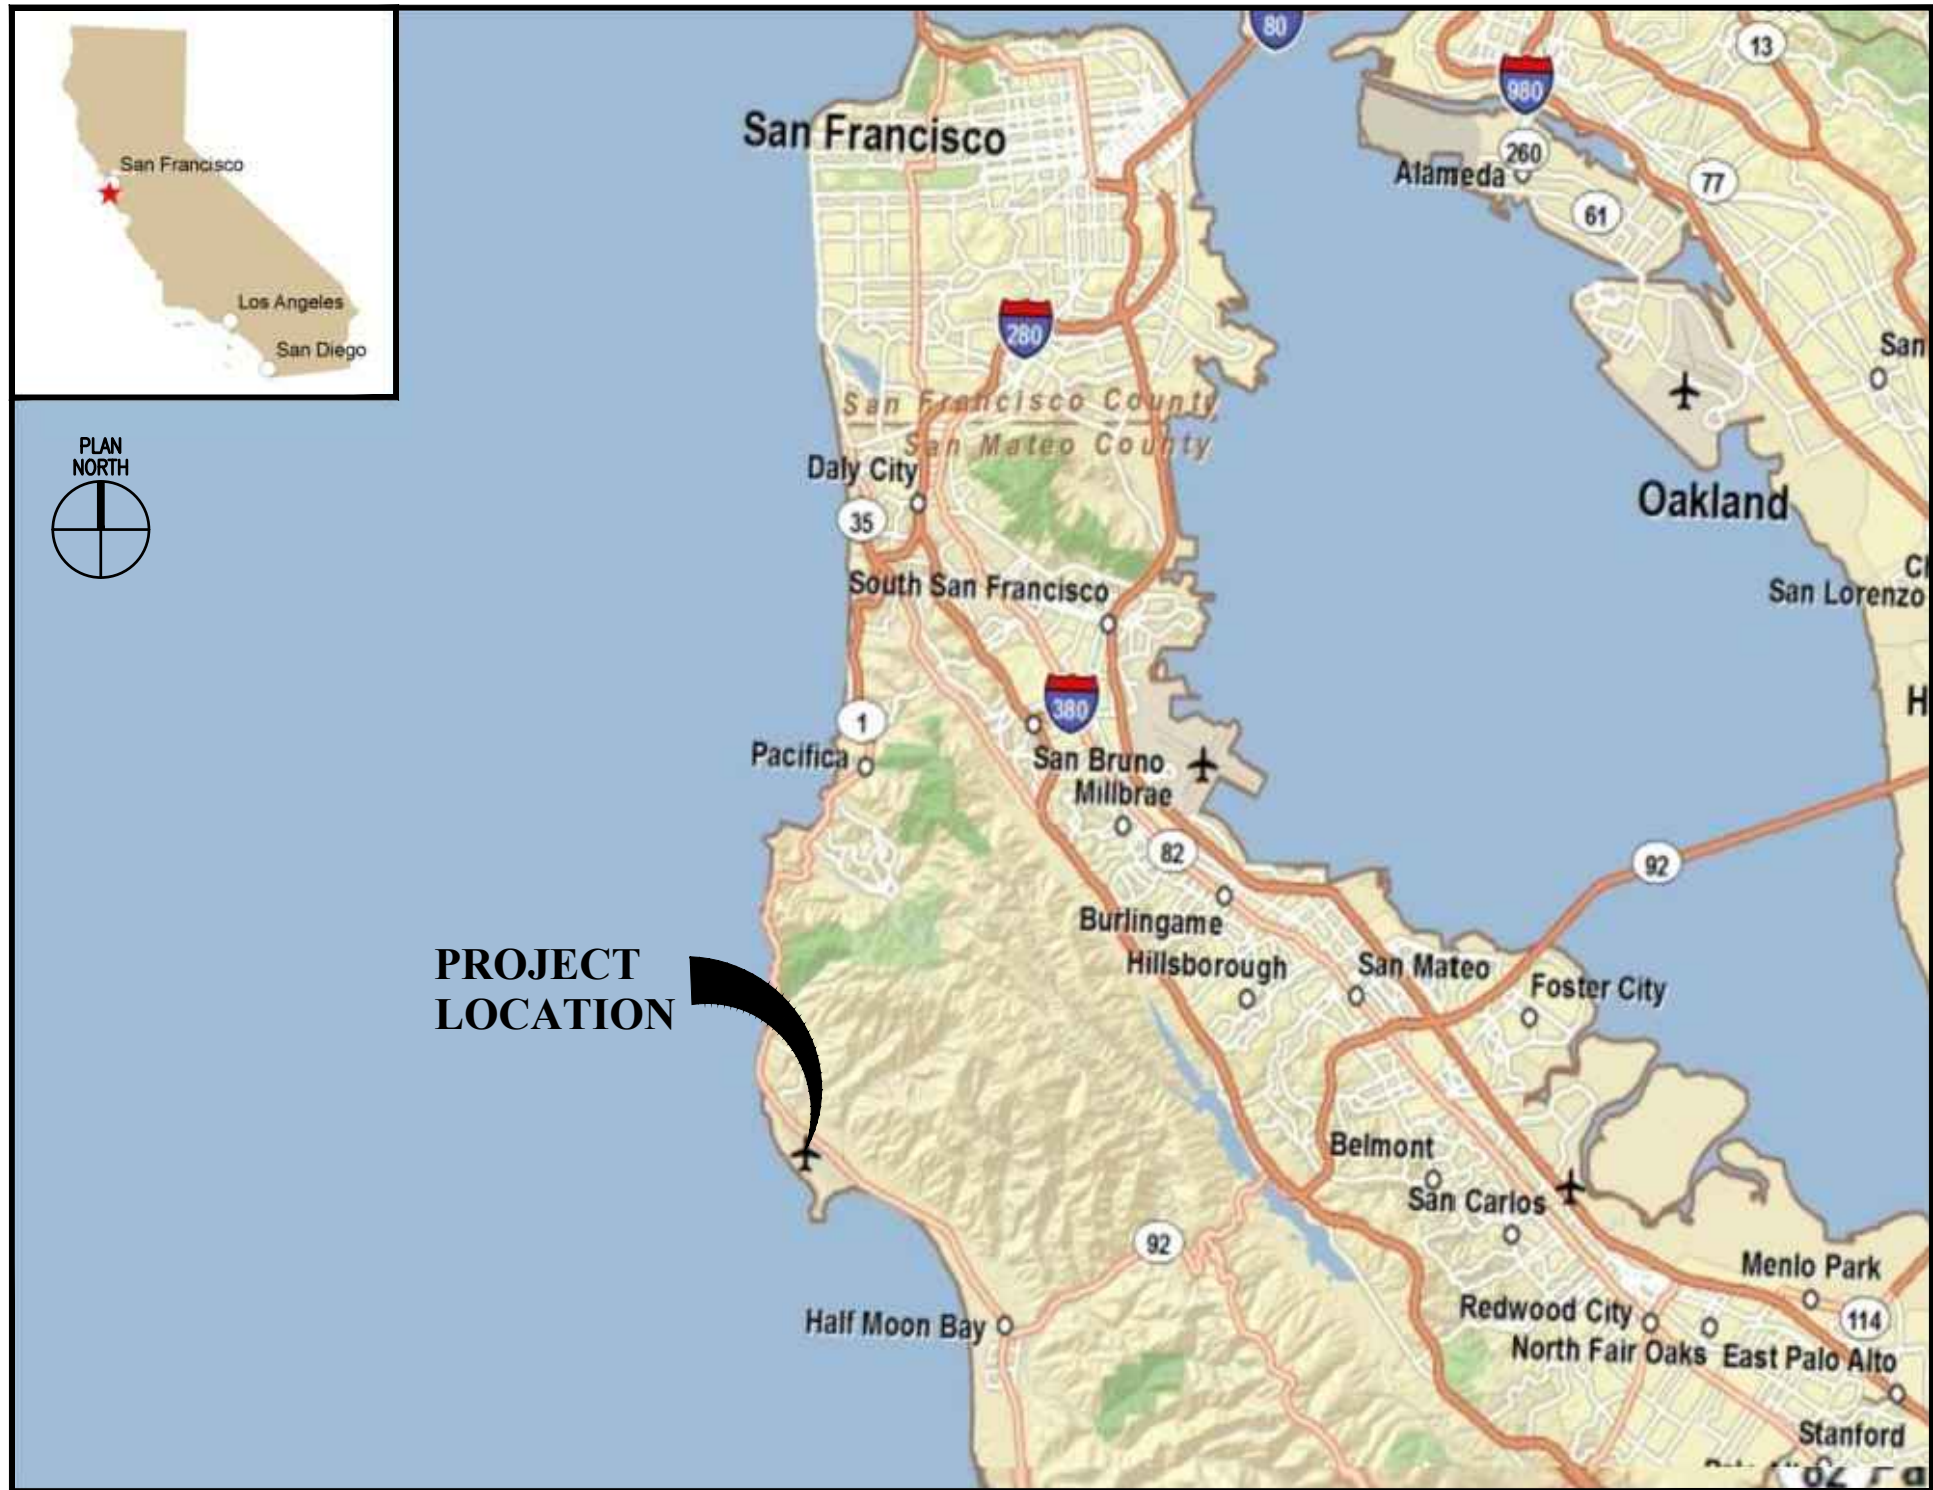 San Francisco
Los Angeles
San Diego
PLAN
NORTH
80
13
980
San Francisco
260
Alameda
77
61
280
San
San Francisco County
San Mateo County
Daly City
35
Oakland
South San Francisco
San Lorenzo
380
1
Pacifica
San Bruno
Millbrae
82
92
Burlingame
PROJECT
LOCATION
Hillsborough
San Mateo
Foster City
Belmont
San Carlos
92
Menlo Park
Half Moon Bay
Redwood City
114
North Fair Oaks
East Palo Alto
Stanford